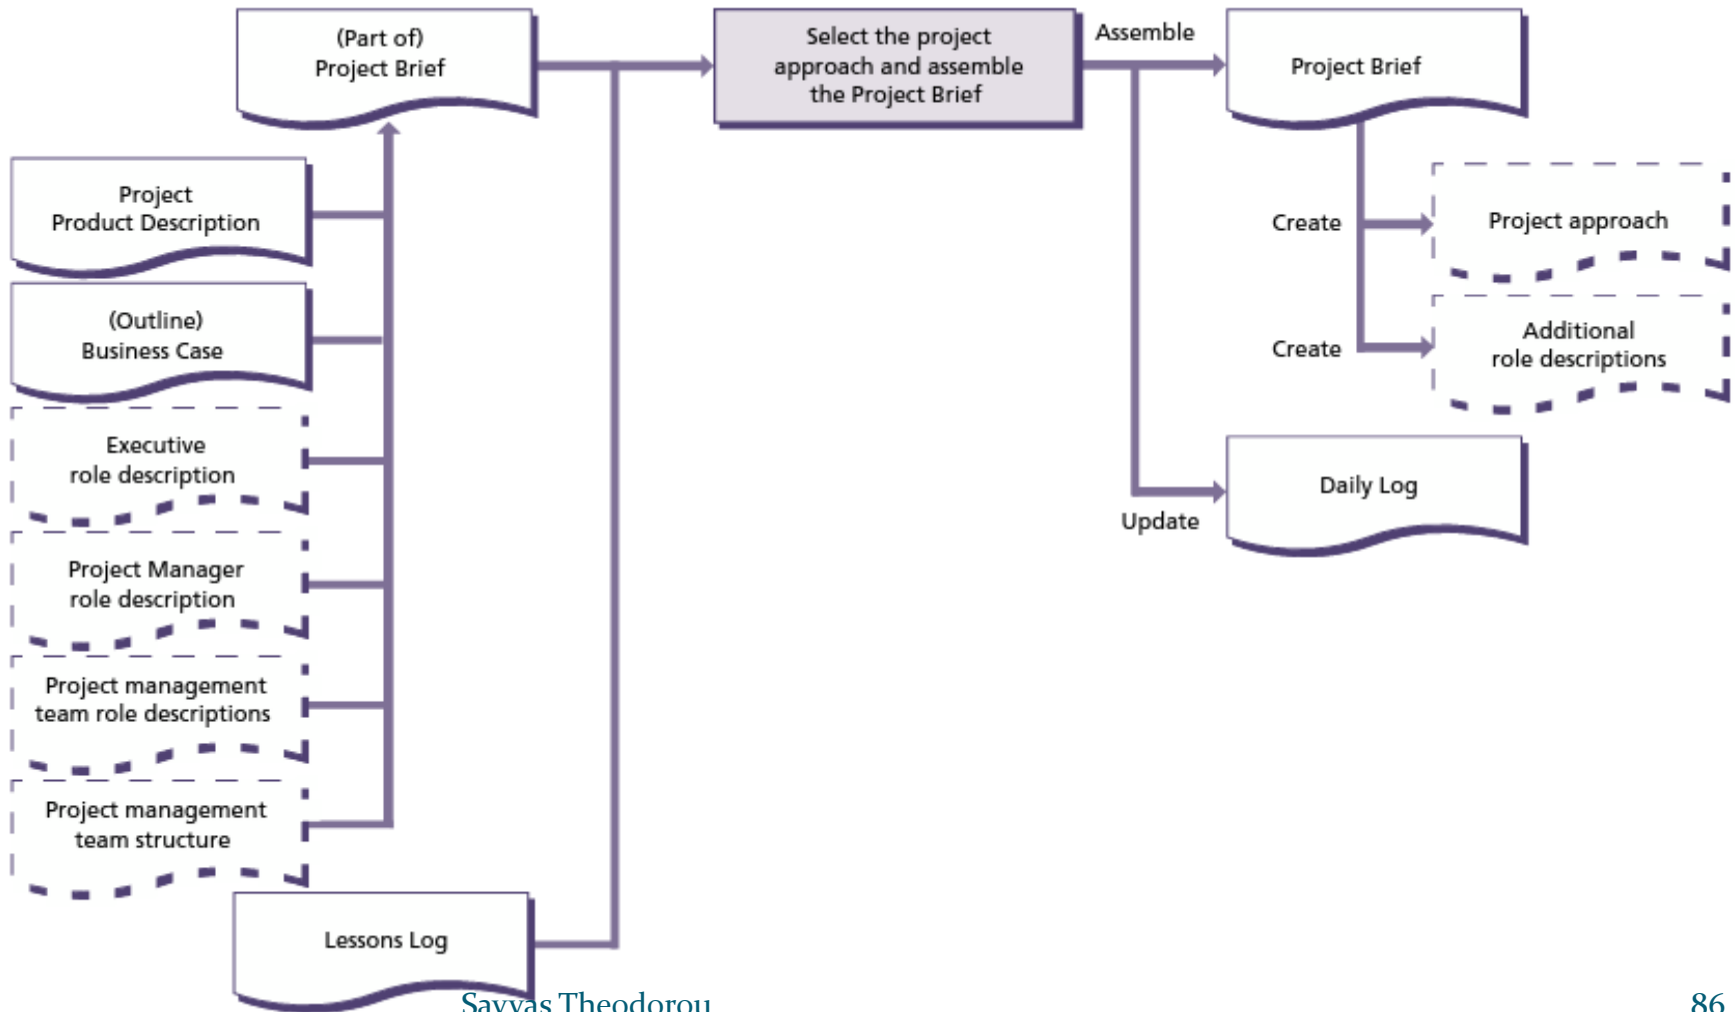 (Part of)
Project Brief
Select the project
approach and assemble
the Project Brief
Assemble
Project Brief
Project
Product Description
Create
Project approach
(Outline)
Business Case
Create
Additional
role descriptions
Executive
role description
Daily Log
Update
Project Manager
role description
Project management
team role descriptions
Project management
team structure
Lessons Log
Savvas Theodorou
86